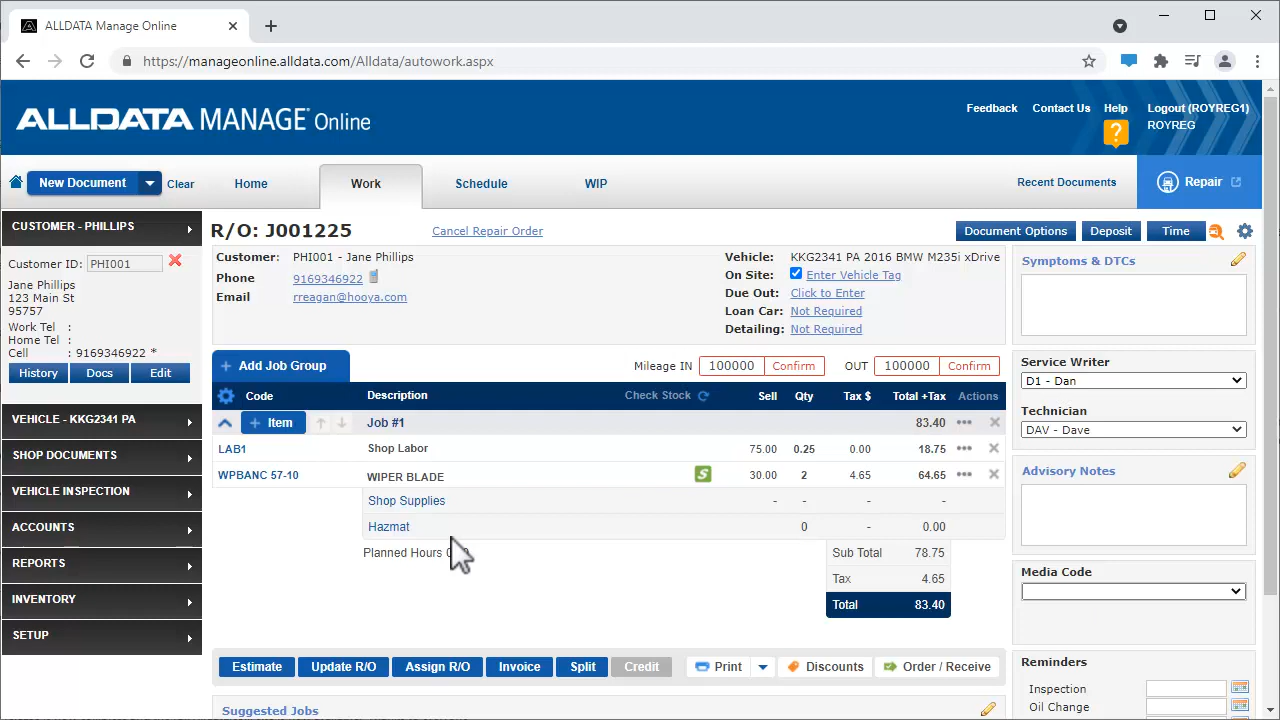 ALLDATA Manage Online
https://manageonline.alldata.com/Alldata/autowork.aspx
ALLDATA MANAGE Online
Feedback Contact Us Help Logout (ROYREG1)
ROYREG
New Document Clear Home Work Schedule WIP Recent Documents Repair
CUSTOMER - PHILLIPS
Customer ID: PHI001
Jane Phillips
123 Main St
95757
Work Tel :
Home Tel :
Cell : 9169346922 *
History Docs Edit
VEHICLE - KKG2341 PA
SHOP DOCUMENTS
VEHICLE INSPECTION
ACCOUNTS
REPORTS
INVENTORY
SETUP
R/O: J001225 Cancel Repair Order Document Options Deposit Time
Customer: PHI001 - Jane Phillips
Phone 9169346922
Email rreagan@hooya.com
Vehicle: KKG2341 PA 2016 BMW M235i xDrive
On Site: Enter Vehicle Tag
Due Out: Click to Enter
Loan Car: Not Required
Detailing: Not Required
+ Add Job Group Mileage IN 100000 Confirm OUT 100000 Confirm
Code Description Check Stock Sell Qty Tax $ Total +Tax Actions
+ Item Job #1 83.40
LAB1 Shop Labor 75.00 0.25 0.00 18.75
WPBANC 57-10 WIPER BLADE S 30.00 2 4.65 64.65
Shop Supplies - - - -
Hazmat 0 - 0.00
Planned Hours
Sub Total 78.75
Tax 4.65
Total 83.40
Estimate Update R/O Assign R/O Invoice Split Credit Print Discounts Order / Receive
Suggested Jobs
Symptoms & DTCs
Service Writer
D1 - Dan
Technician
DAV - Dave
Advisory Notes
Media Code
Reminders
Inspection
Oil Change